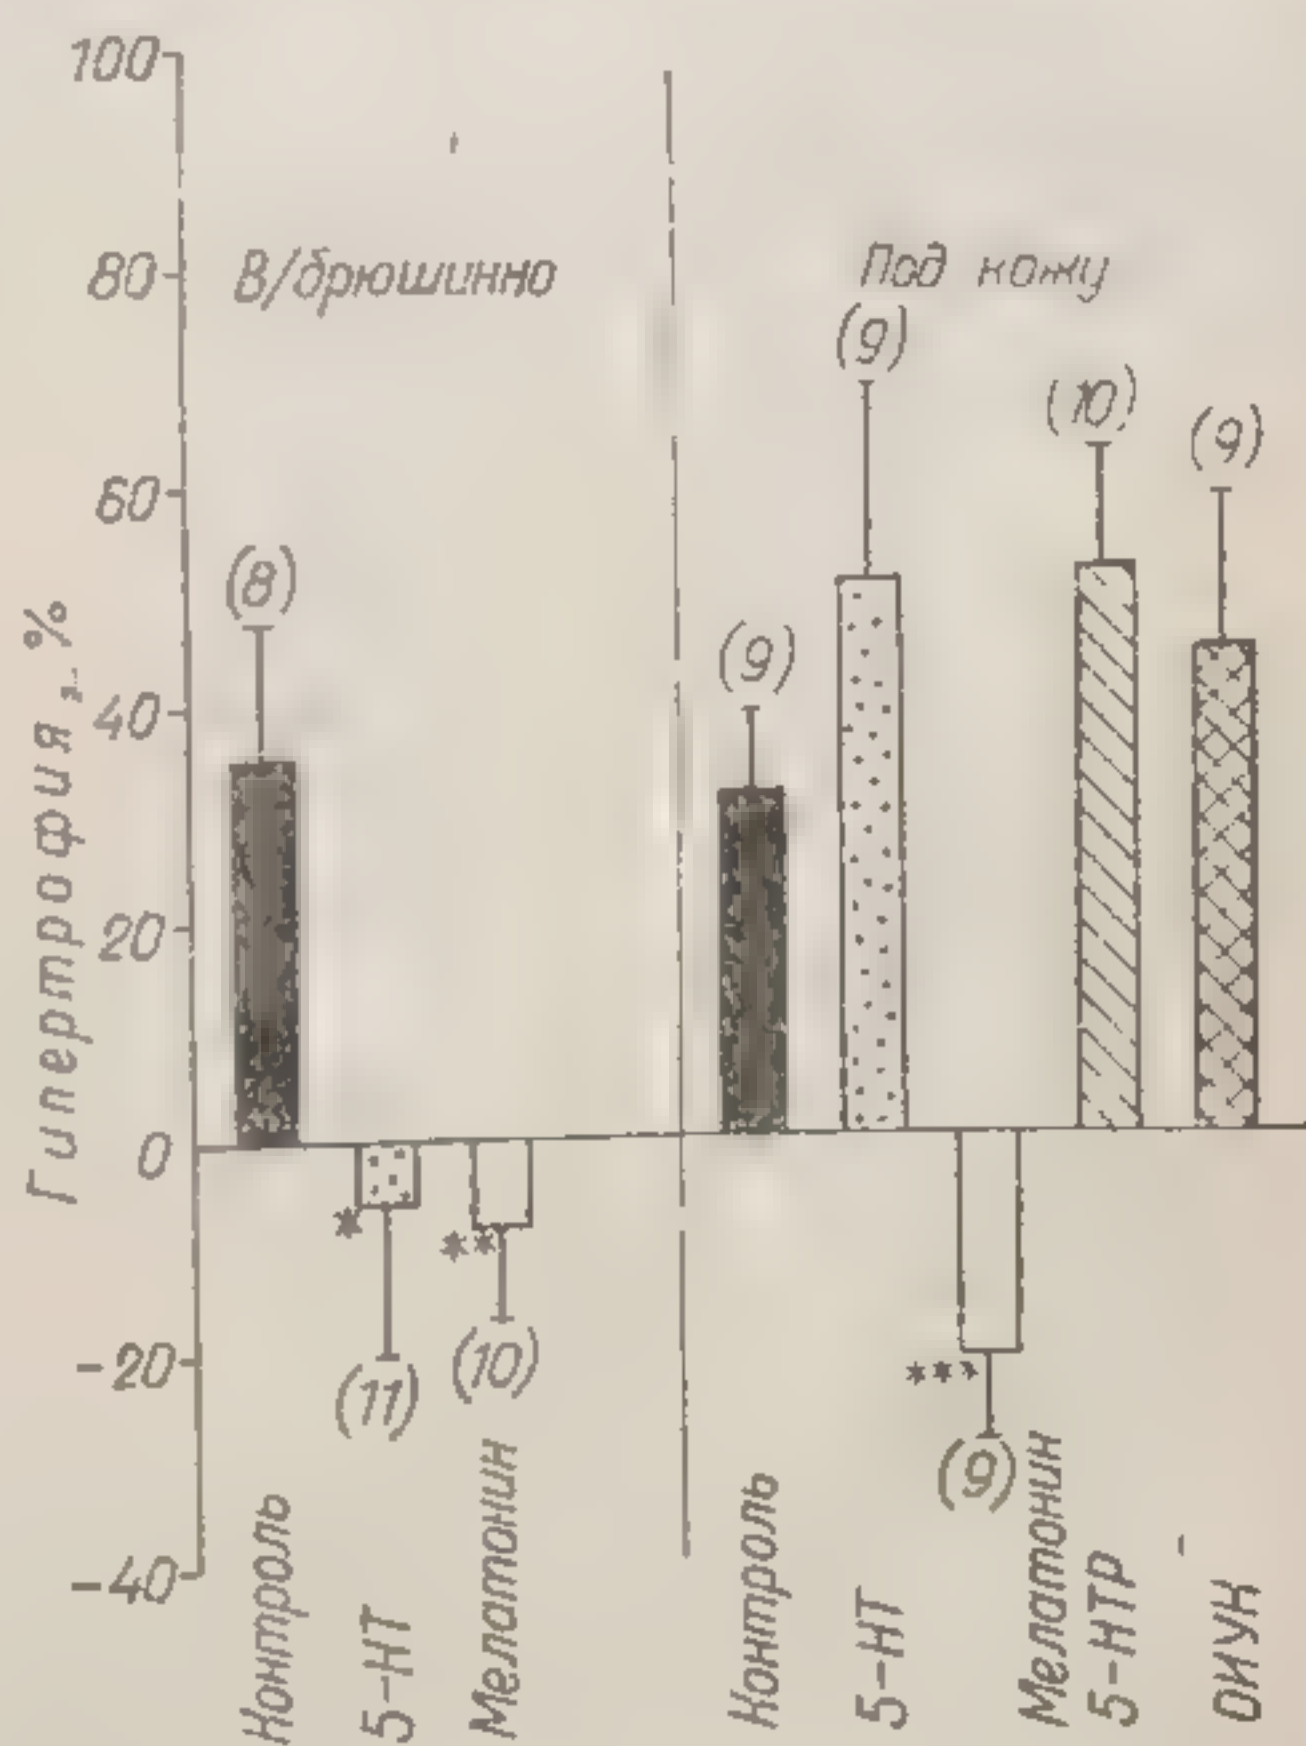 Гипертрофия, %
100
80
60
40
20
0
-20
-40
В/брюшинно
Под кожу
(8)
*
(11)
**
(10)
(9)
(9)
***
(9)
(10)
(9)
Контроль
5-НТ
Мелатонин
Контроль
5-НТ
Мелатонин
5-НТР
ОИУК